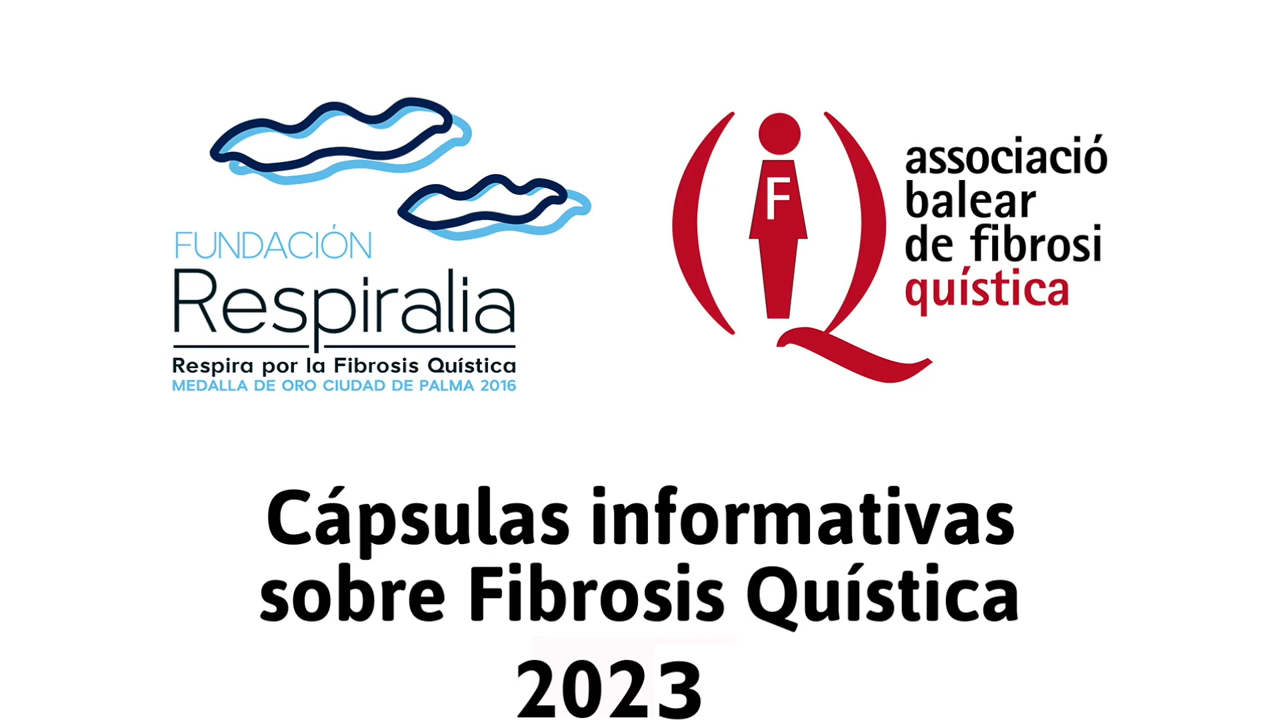 FUNDACIÓN
Respiralia
Respira por la Fibrosis Quística
MEDALLA DE ORO CIUDAD DE PALMA 2016
F
associació
balear
de fibrosi
quística
Cápsulas informativas
sobre Fibrosis Quística
2023